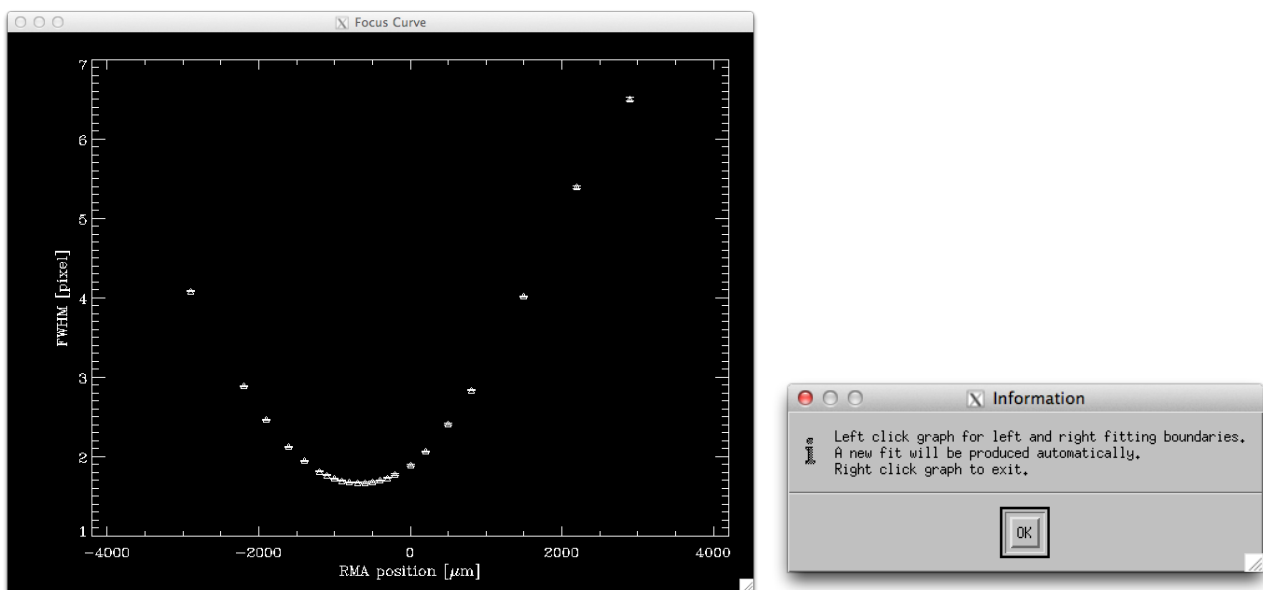 X Focus Curve
7
6
5
4
3
2
1
FWHM [pixel]
-4000 -2000 0 2000 4000
RMA position [μm]
X Information
i
Left click graph for left and right fitting boundaries.
A new fit will be produced automatically.
Right click graph to exit.
OK